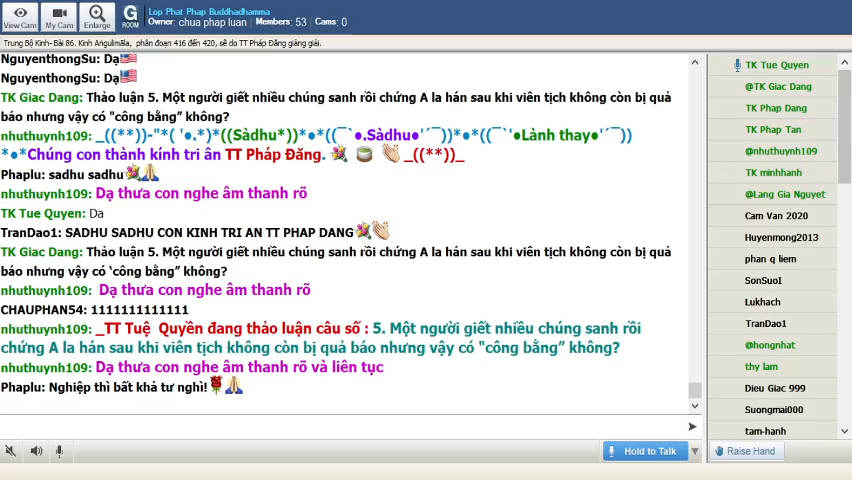 Lop Phat Phap Buddhadhamma
View Cam
My Cam
Enlarge
G
ROOM
Owner: chua phap luan Members: 53 Cams: 0
Trung Bộ Kinh- Bài 86. Kinh Angulimāla, phân đoạn 416 đến 420, sẽ do TT Pháp Đăng giảng giải.
NguyenthongSu: Dạ
NguyenthongSu: Dạ
TK Giac Dang: Thảo luận 5. Một người giết nhiều chúng sanh rồi chứng A la hán sau khi viên tịch không còn bị quả
báo nhưng vậy có "công bằng" không?
nhuthuynh109: _((**))-"*( '●.*)*((Sàdhu*))*●*((¯`●.Sàdhu●'´¯))*●*((¯`'●Lành thay●'´¯))
*●*Chúng con thành kính tri ân TT Pháp Đăng. _((**))_
Phaplu: sadhu sadhu
nhuthuynh109: Dạ thưa con nghe âm thanh rõ
TK Tue Quyen: Da
TranDao1: SADHU SADHU CON KINH TRI AN TT PHAP DANG
TK Giac Dang: Thảo luận 5. Một người giết nhiều chúng sanh rồi chứng A la hán sau khi viên tịch không còn bị quả
báo nhưng vậy có 'công bằng" không?
nhuthuynh109: Dạ thưa con nghe âm thanh rõ
CHAUPHAN54: 1111111111111
nhuthuynh109: _TT Tuệ Quyền đang thảo luận câu số : 5. Một người giết nhiều chúng sanh rồi
chứng A la hán sau khi viên tịch không còn bị quả báo nhưng vậy có "công bằng" không?
nhuthuynh109: Dạ thưa con nghe âm thanh rõ và liên tục
Phaplu: Nghiệp thì bất khả tư nghì!
Hold to Talk
TK Tue Quyen
@TK Giac Dang
TK Phap Dang
TK Phap Tan
@nhuthuynh109
TK minhhanh
@Lang Gia Nguyet
Cam Van 2020
Huyenmong2013
phan q liem
SonSuoI
Lukhach
TranDao1
@hongnhat
thy lam
Dieu Giac 999
Suongmai000
tam-hanh
Raise Hand